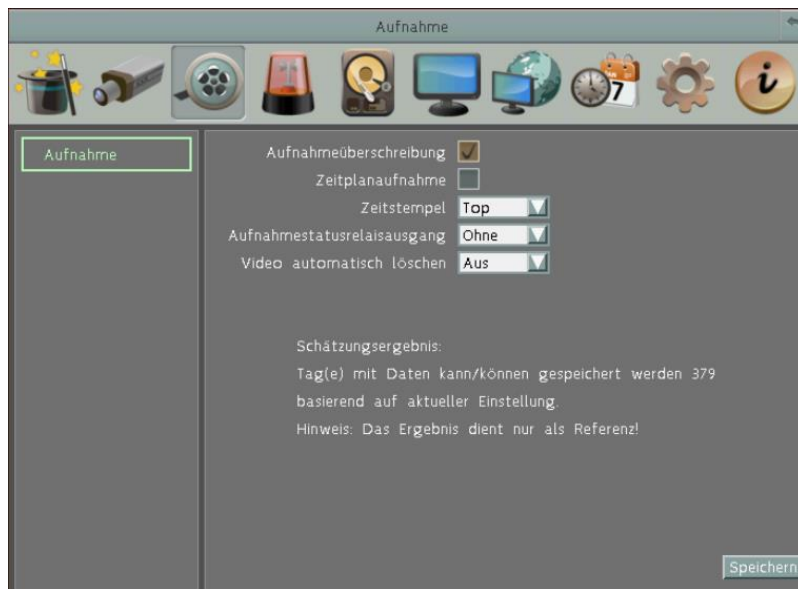 Aufnahme
7
i
Aufnahme
Aufnahmeüberschreibung
Zeitplanaufnahme
Zeitstempel Top
Aufnahmestatusrelaisausgang Ohne
Video automatisch löschen Aus
Schätzungsergebnis:
Tag(e) mit Daten kann/können gespeichert werden 379
basierend auf aktueller Einstellung.
Hinweis: Das Ergebnis dient nur als Referenz!
Speichern